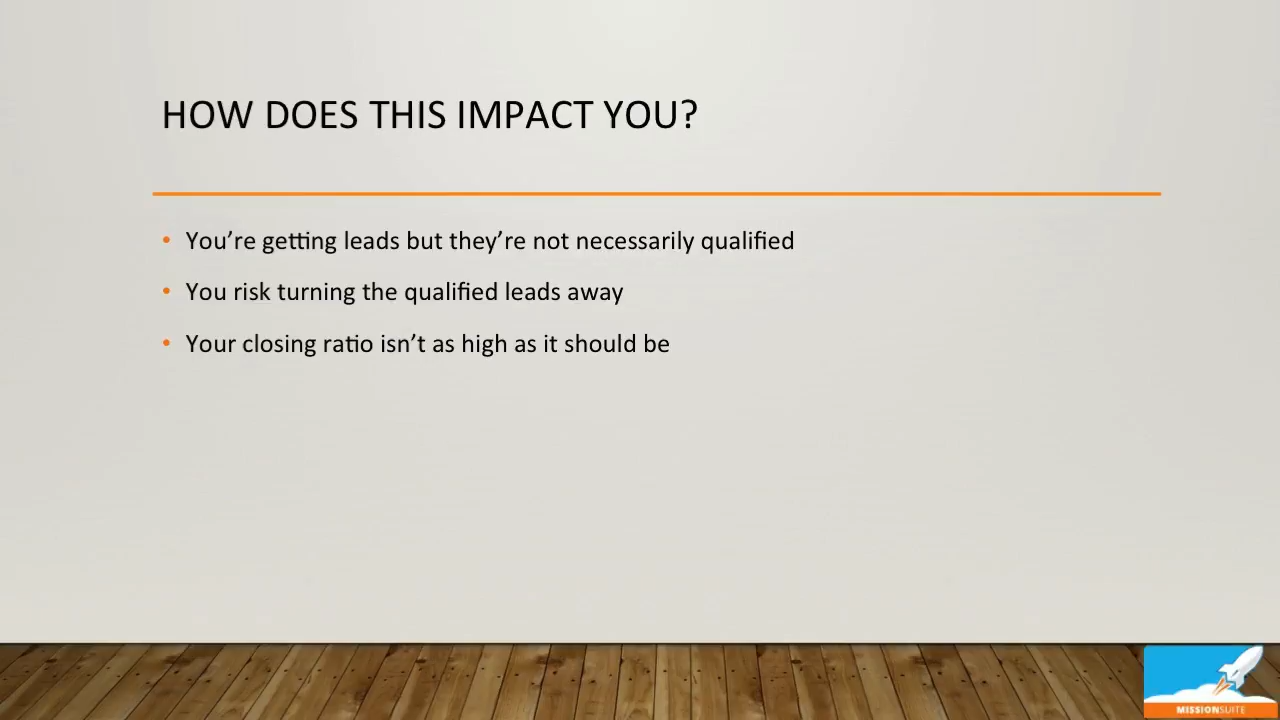 HOW DOES THIS IMPACT YOU?
• You’re getting leads but they’re not necessarily qualified
• You risk turning the qualified leads away
• Your closing ratio isn’t as high as it should be
MISSIONSUITE